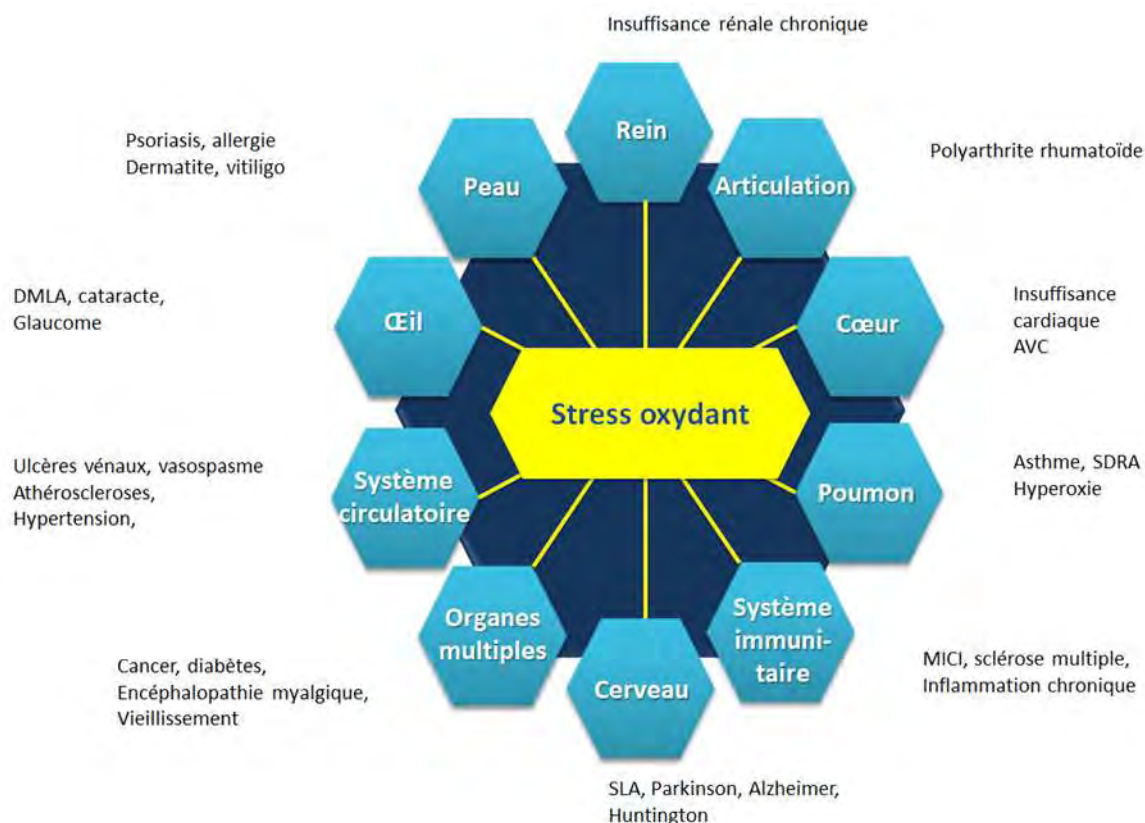 Insuffisance rénale chronique
Rein
Psoriasis, allergie
Dermatite, vitiligo
Peau
Articulation
Polyarthrite rhumatoïde
DMLA, cataracte,
Glaucome
Œil
Cœur
Insuffisance
cardiaque
AVC
Stress oxydant
Ulcères vénaux, vasospasme
Athéroscleroses,
Hypertension,
Système
circulatoire
Poumon
Asthme, SDRA
Hyperoxie
Organes
multiples
Système
immuni-
taire
Cancer, diabètes,
Encéphalopathie myalgique,
Vieillissement
Cerveau
MICI, sclérose multiple,
Inflammation chronique
SLA, Parkinson, Alzheimer,
Huntington